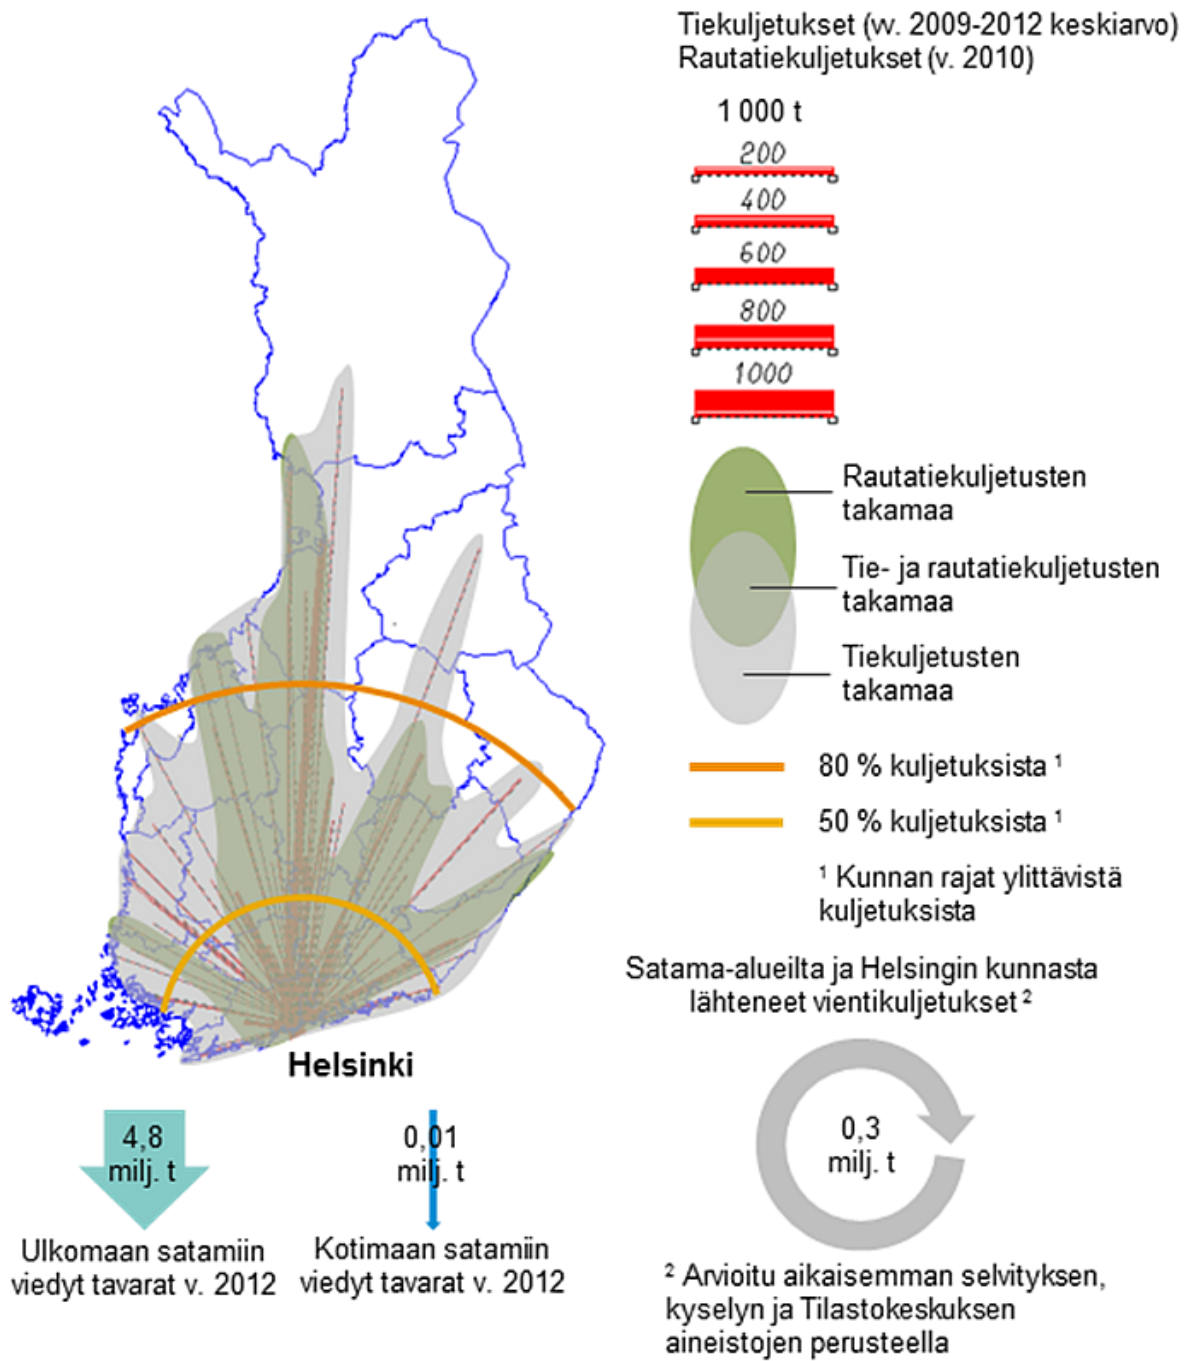 Tiekuljetukset (vv. 2009-2012 keskiarvo)
Rautatiekuljetukset (v. 2010)
1 000 t
200
400
600
800
1000
Rautatiekuljetusten
takamaa
Tie- ja rautatiekuljetusten
takamaa
Tiekuljetusten
takamaa
80 % kuljetuksista ¹
50 % kuljetuksista ¹
¹ Kunnan rajat ylittävistä
kuljetuksista
Satama-alueilta ja Helsingin kunnasta
lähteneet vientikuljetukset ²
Helsinki
4,8
milj. t
0,01
milj. t
0,3
milj. t
Ulkomaan satamiin
viedyt tavarat v. 2012
Kotimaan satamiin
viedyt tavarat v. 2012
² Arvioitu aikaisemman selvityksen,
kyselyn ja Tilastokeskuksen
aineistojen perusteella